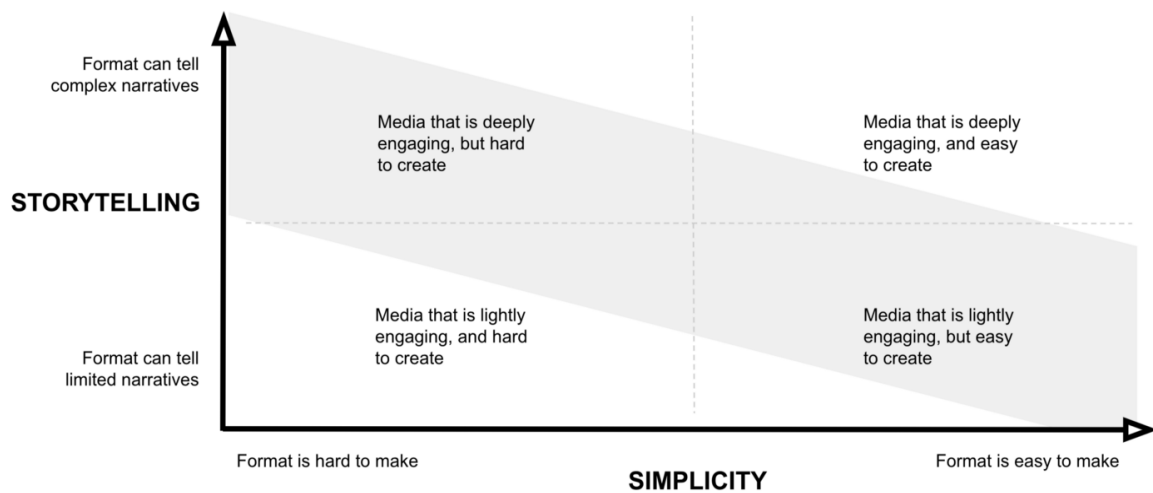 Format can tell
complex narratives
Media that is deeply
engaging, but hard
to create
Media that is deeply
engaging, and easy
to create
STORYTELLING
Media that is lightly
engaging, and hard
to create
Media that is lightly
engaging, but easy
to create
Format can tell
limited narratives
Format is hard to make
SIMPLICITY
Format is easy to make